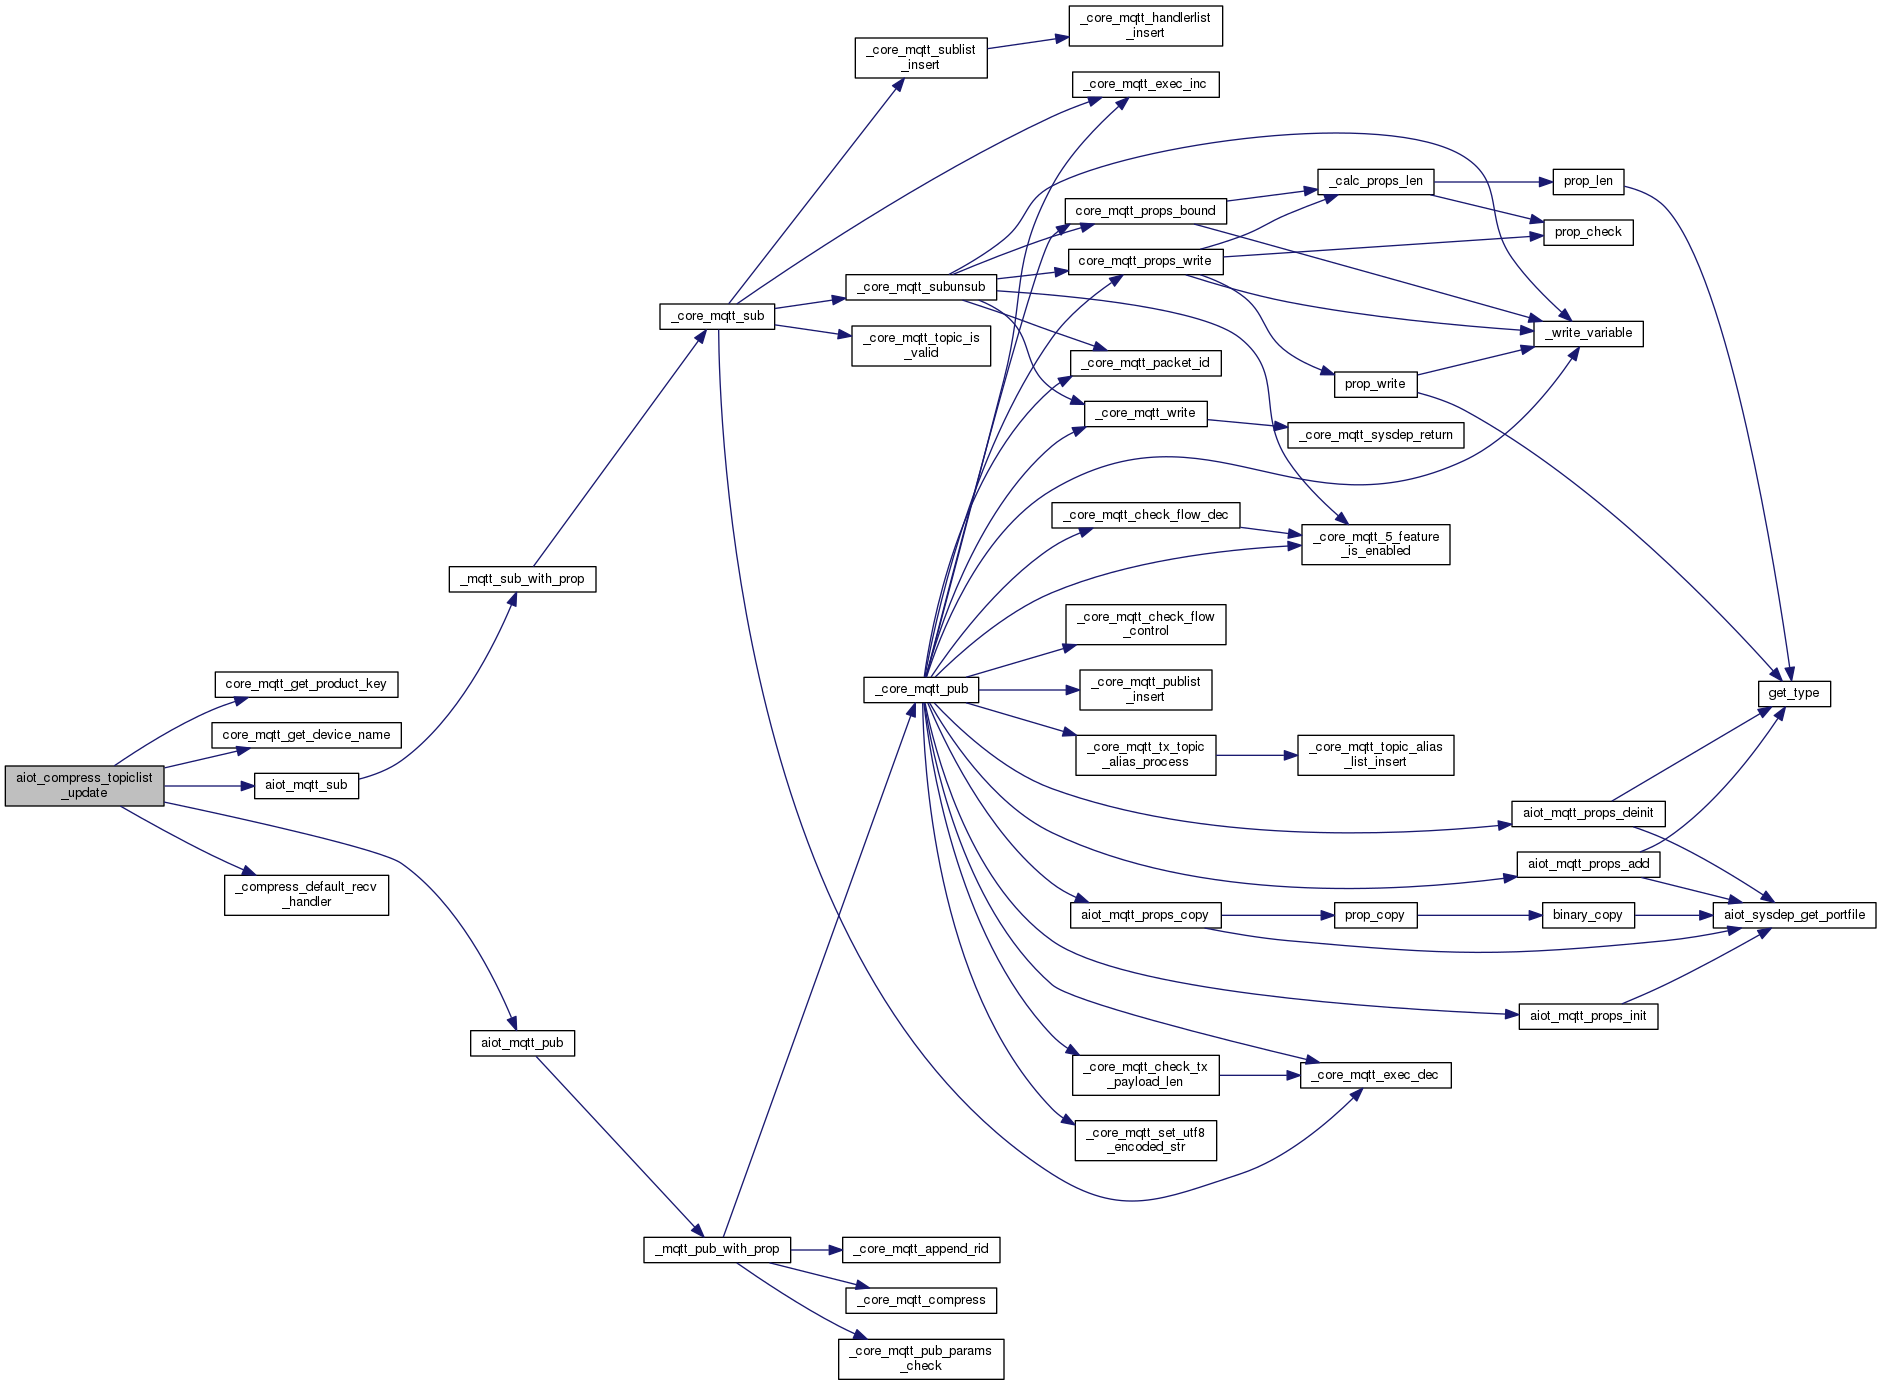 _core_mqtt_handlerlist
_insert
_core_mqtt_sublist
_insert
_core_mqtt_exec_inc
_calc_props_len
prop_len
core_mqtt_props_bound
prop_check
core_mqtt_props_write
_core_mqtt_subunsub
_core_mqtt_sub
_core_mqtt_topic_is
_valid
_write_variable
_core_mqtt_packet_id
prop_write
_core_mqtt_write
_core_mqtt_sysdep_return
_core_mqtt_check_flow_dec
_core_mqtt_5_feature
_is_enabled
_mqtt_sub_with_prop
_core_mqtt_check_flow
_control
core_mqtt_get_product_key
_core_mqtt_pub
_core_mqtt_publist
_insert
get_type
core_mqtt_get_device_name
_core_mqtt_tx_topic
_alias_process
_core_mqtt_topic_alias
_list_insert
aiot_compress_topiclist
_update
aiot_mqtt_sub
aiot_mqtt_props_deinit
aiot_mqtt_props_add
_compress_default_recv
_handler
aiot_mqtt_props_copy
prop_copy
binary_copy
aiot_sysdep_get_portfile
aiot_mqtt_props_init
aiot_mqtt_pub
_core_mqtt_check_tx
_payload_len
_core_mqtt_exec_dec
_core_mqtt_set_utf8
_encoded_str
_mqtt_pub_with_prop
_core_mqtt_append_rid
_core_mqtt_compress
_core_mqtt_pub_params
_check